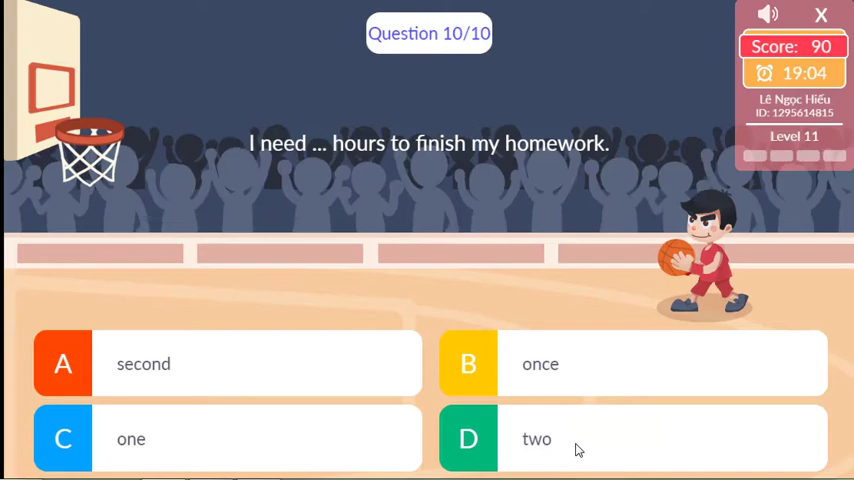 Question 10/10
X
Score: 90
19:04
Lê Ngọc Hiếu
ID: 1295614815
Level 11
I need ... hours to finish my homework.
A second
B once
C one
D two